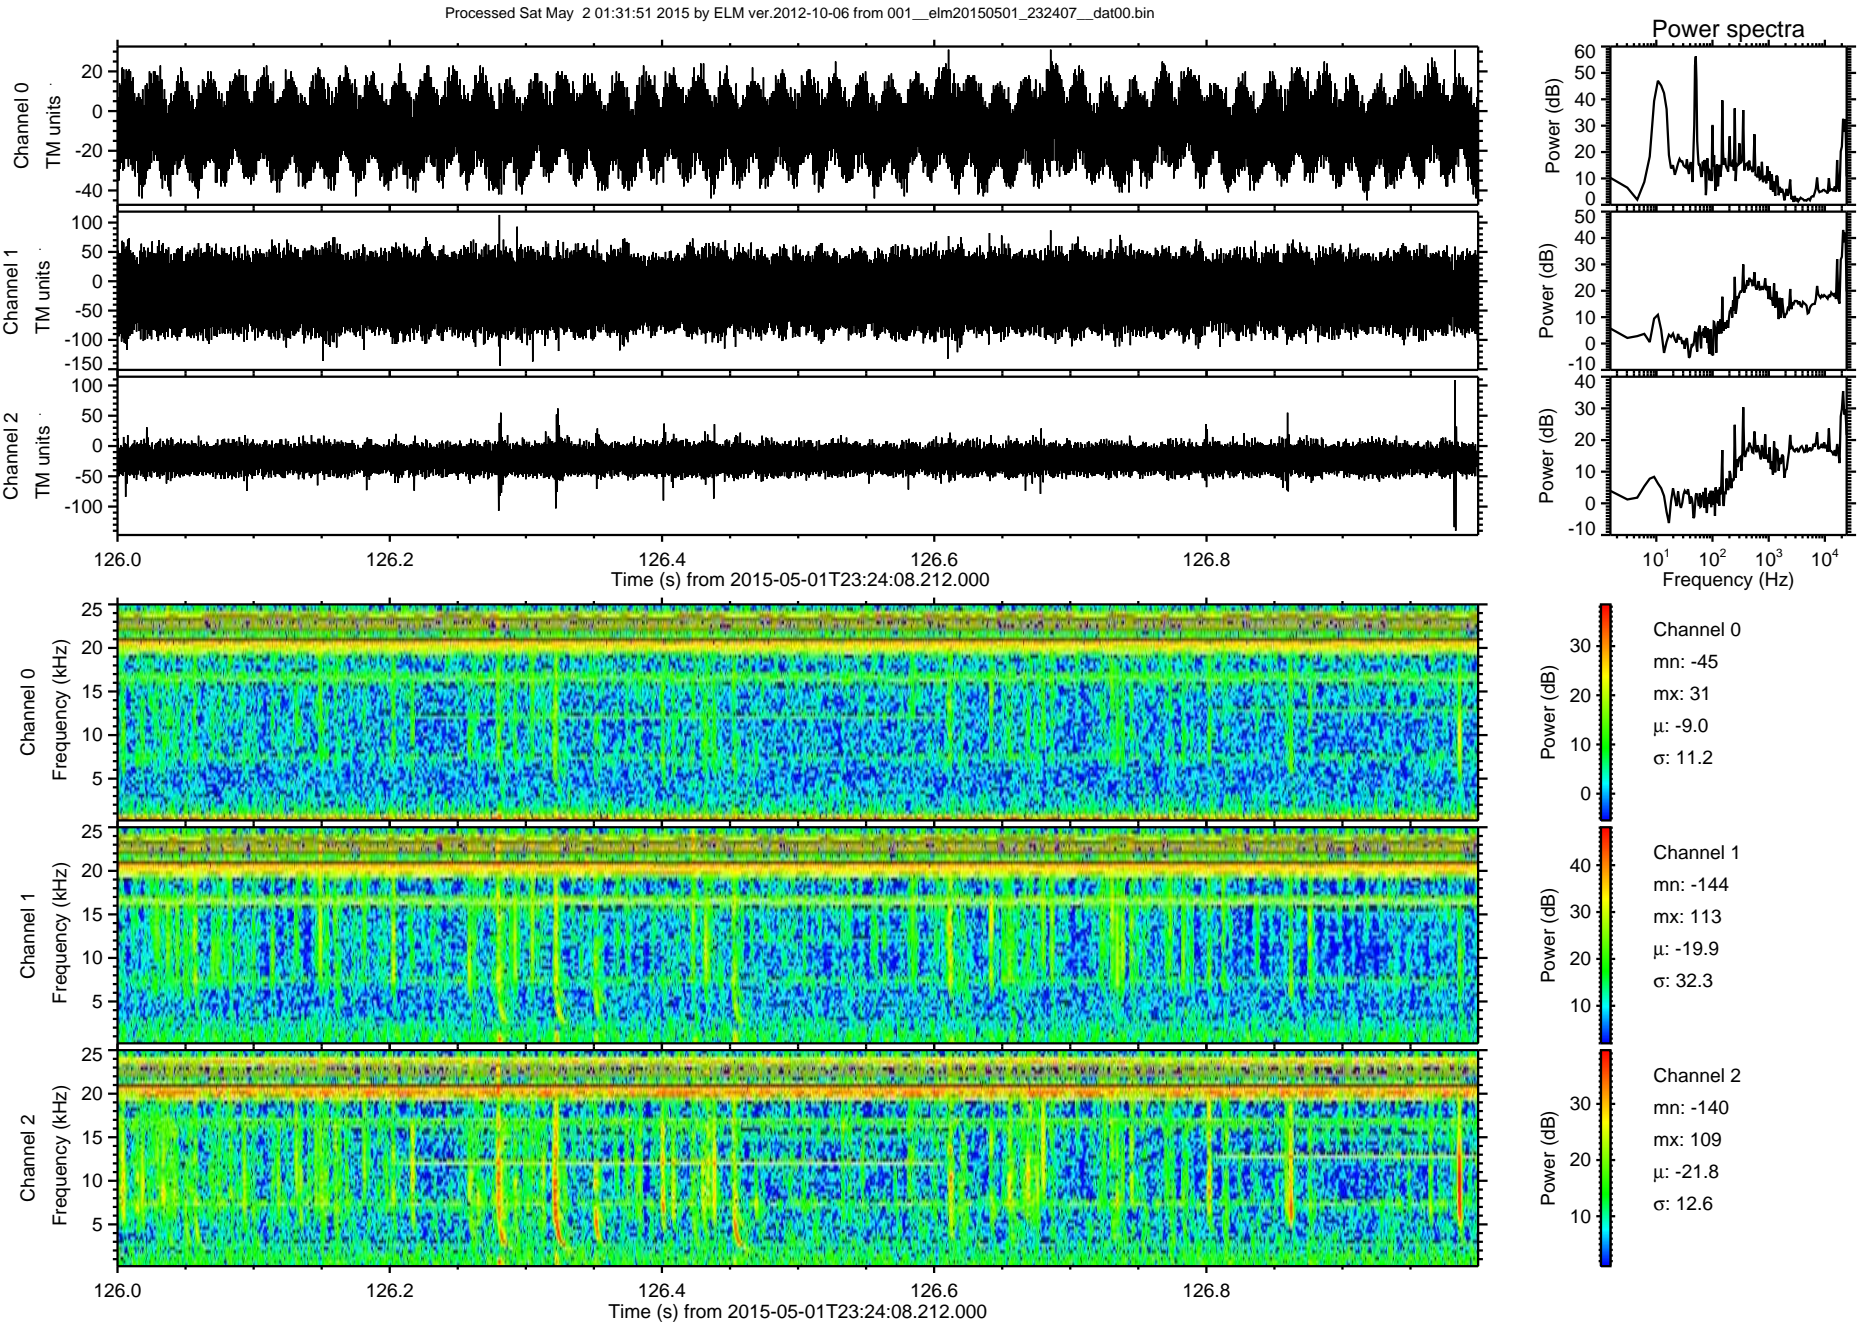 Processed Sat May  2 01:31:51 2015 by ELM ver.2012-10-06 from 001__elm20150501_232407__dat00.bin
Power spectra
Channel 0
TM units
20
0
-20
-40
Power (dB)
60
50
40
30
20
10
0
Channel 1
TM units
100
50
0
-50
-100
-150
Power (dB)
50
40
30
20
10
0
-10
Channel 2
TM units
100
50
0
-50
-100
Power (dB)
40
30
20
10
0
-10
126.0 126.2 126.4 126.6 126.8
Time (s) from 2015-05-01T23:24:08.212.000
10¹ 10² 10³ 10⁴
Frequency (Hz)
Channel 0
Frequency (kHz)
25
20
15
10
5
Power (dB)
30
20
10
0
Channel 0
mn: -45
mx: 31
μ: -9.0
σ: 11.2
Channel 1
Frequency (kHz)
25
20
15
10
5
Power (dB)
40
30
20
10
Channel 1
mn: -144
mx: 113
μ: -19.9
σ: 32.3
Channel 2
Frequency (kHz)
25
20
15
10
5
Power (dB)
30
20
10
Channel 2
mn: -140
mx: 109
μ: -21.8
σ: 12.6
126.0 126.2 126.4 126.6 126.8
Time (s) from 2015-05-01T23:24:08.212.000